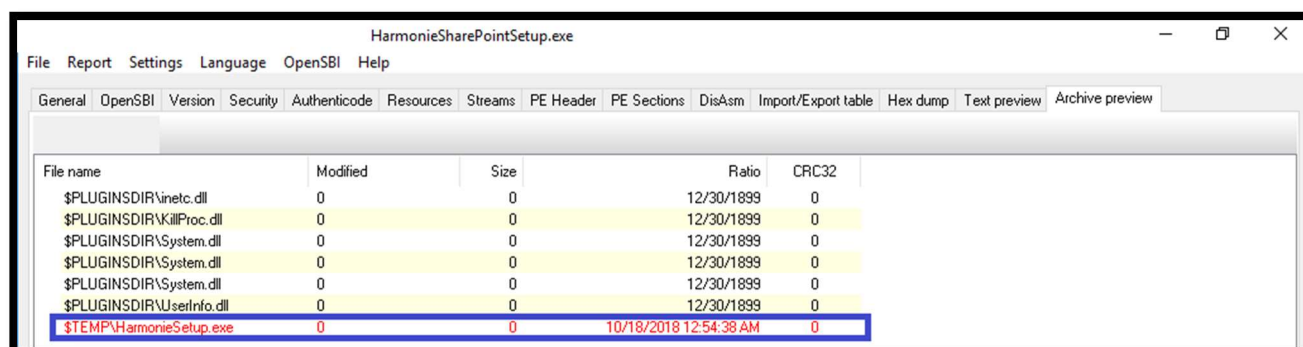 HarmonieSharePointSetup.exe
File Report Settings Language OpenSBI Help
General OpenSBI Version Security Authenticode Resources Streams PE Header PE Sections DisAsm Import/Export table Hex dump Text preview Archive preview
File name Modified Size Ratio CRC32
$PLUGINSDIR\inetc.dll 0 0 12/30/1899 0
$PLUGINSDIR\KillProc.dll 0 0 12/30/1899 0
$PLUGINSDIR\System.dll 0 0 12/30/1899 0
$PLUGINSDIR\System.dll 0 0 12/30/1899 0
$PLUGINSDIR\System.dll 0 0 12/30/1899 0
$PLUGINSDIR\UserInfo.dll 0 0 12/30/1899 0
$TEMP\HarmonieSetup.exe 0 0 10/18/2018 12:54:38 AM 0